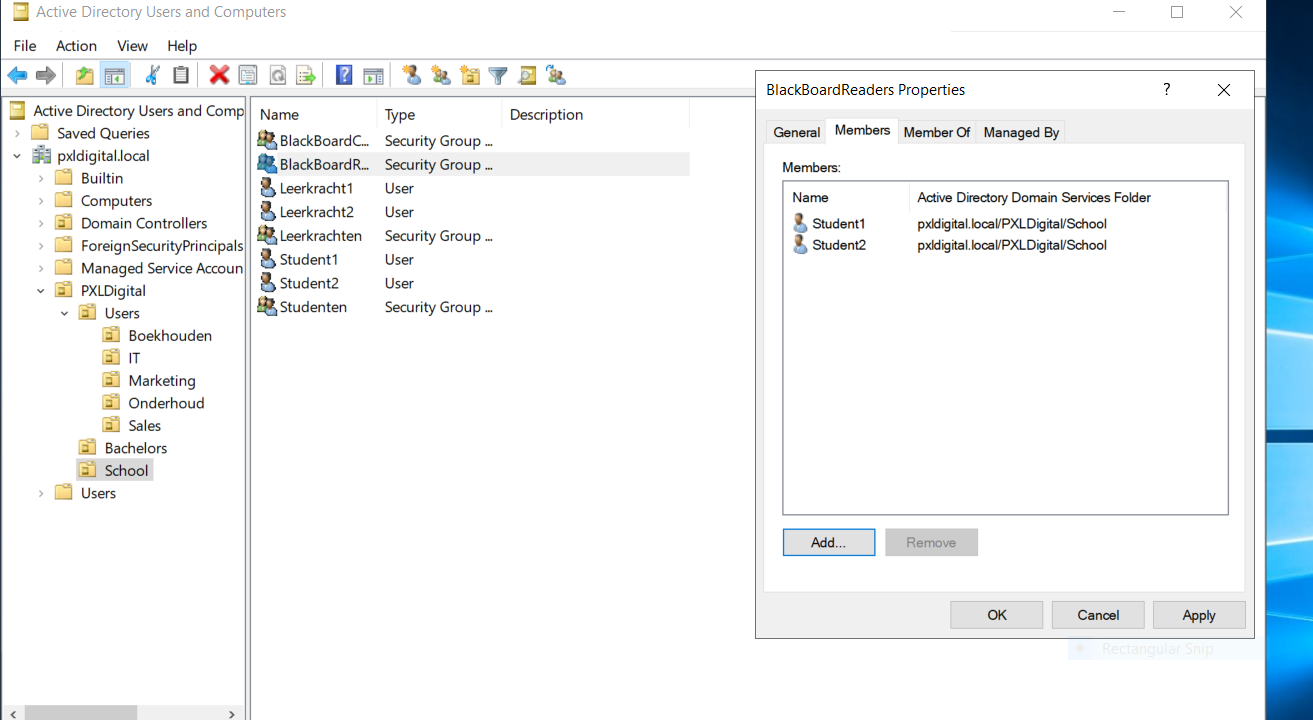 Active Directory Users and Computers
File Action View Help
Active Directory Users and Comp
Saved Queries
pxldigital.local
Builtin
Computers
Domain Controllers
ForeignSecurityPrincipals
Managed Service Accoun
PXLDigital
Users
Boekhouden
IT
Marketing
Onderhoud
Sales
Bachelors
School
Users
Name Type Description
BlackBoardC... Security Group ...
BlackBoardR... Security Group ...
Leerkracht1 User
Leerkracht2 User
Leerkrachten Security Group ...
Student1 User
Student2 User
Studenten Security Group ...
BlackBoardReaders Properties ?
General Members Member Of Managed By
Members:
Name Active Directory Domain Services Folder
Student1 pxldigital.local/PXLDigital/School
Student2 pxldigital.local/PXLDigital/School
Add... Remove
OK Cancel Apply
Rectangular Snip